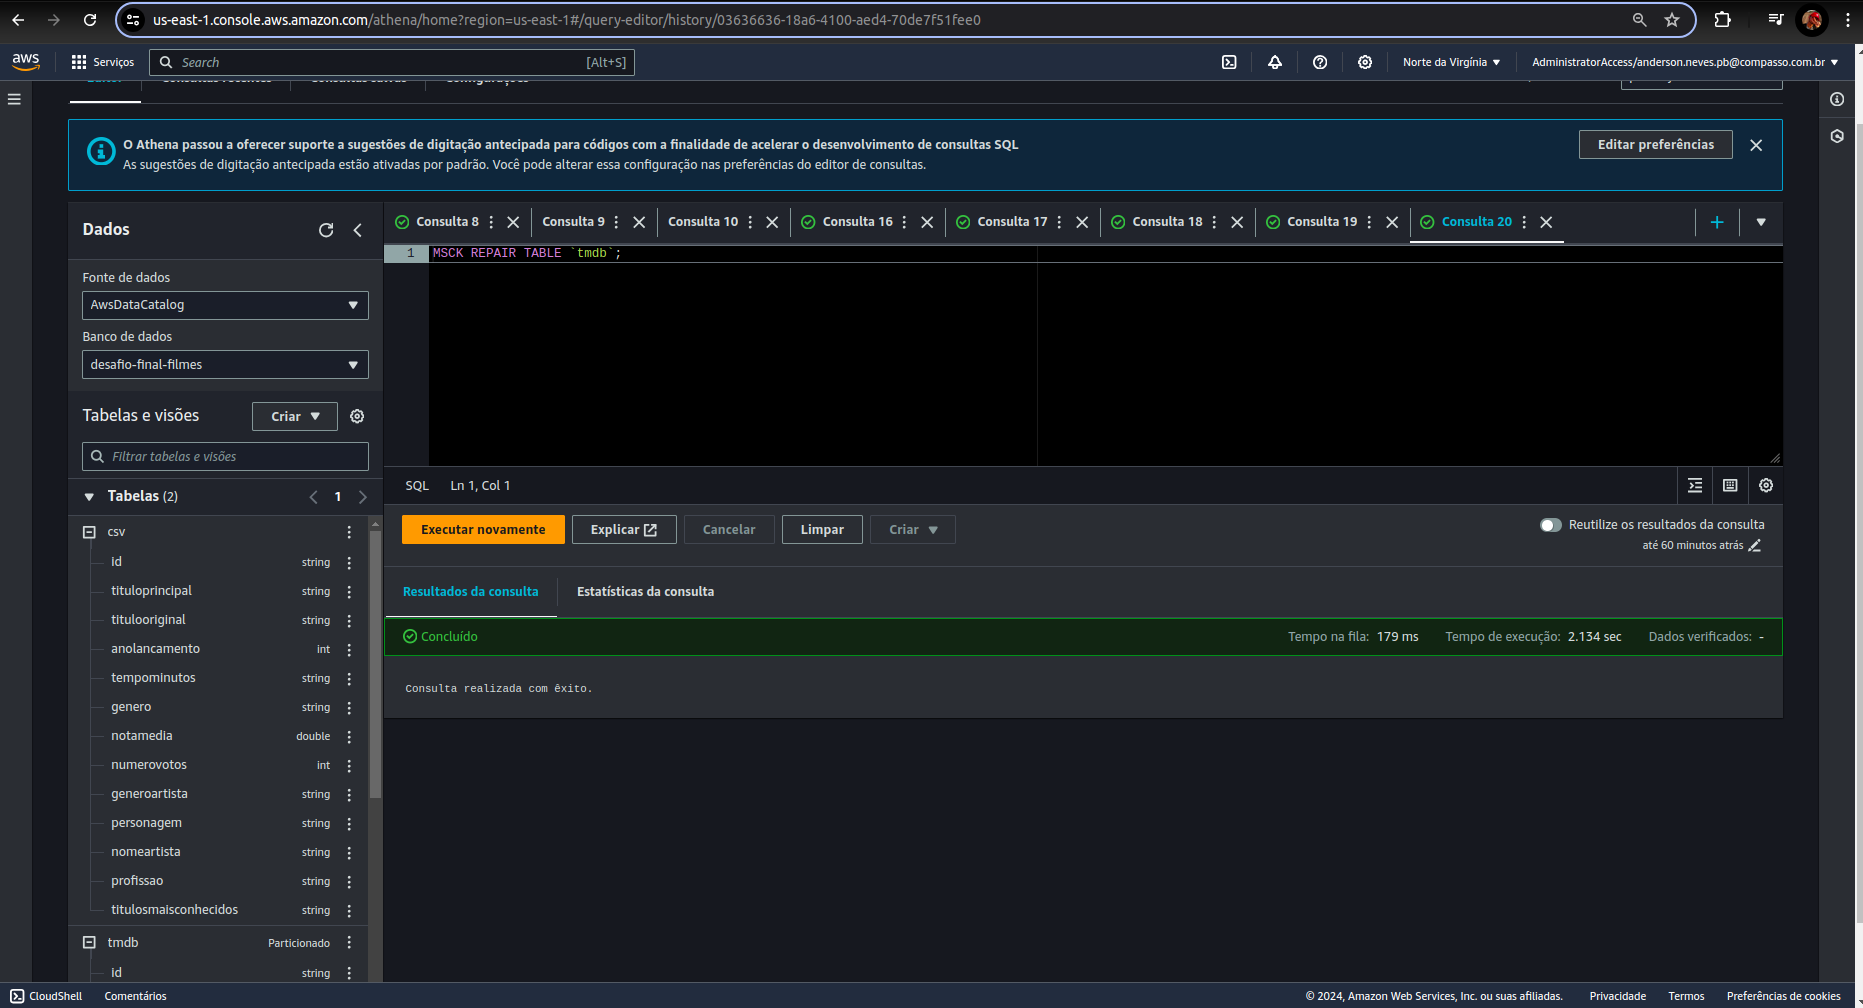 us-east-1.console.aws.amazon.com/athena/home?region=us-east-1#/query-editor/history/03636636-18a6-4100-aed4-70de7f51fee0
aws
Serviços
Search [Alt+S]
Norte da Virgínia
AdministratorAccess/anderson.neves.pb@compasso.com.br
O Athena passou a oferecer suporte a sugestões de digitação antecipada para códigos com a finalidade de acelerar o desenvolvimento de consultas SQL
As sugestões de digitação antecipada estão ativadas por padrão. Você pode alterar essa configuração nas preferências do editor de consultas.
Editar preferências
Dados
Fonte de dados
AwsDataCatalog
Banco de dados
desafio-final-filmes
Tabelas e visões
Criar
Filtrar tabelas e visões
Tabelas (2)
1
csv
id string
tituloprincipal string
titulooriginal string
anolancamento int
tempominutos string
genero string
notamedia double
numerovotos int
generoartista string
personagem string
nomeartista string
profissao string
titulosmaisconhecidos string
tmdb Particionado
id string
Consulta 8
Consulta 9
Consulta 10
Consulta 16
Consulta 17
Consulta 18
Consulta 19
Consulta 20
1 MSCK REPAIR TABLE `tmdb`;
SQL Ln 1, Col 1
Executar novamente
Explicar
Cancelar
Limpar
Criar
Reutilize os resultados da consulta
até 60 minutos atrás
Resultados da consulta
Estatísticas da consulta
Concluído
Tempo na fila: 179 ms
Tempo de execução: 2.134 sec
Dados verificados: -
Consulta realizada com êxito.
CloudShell
Comentários
© 2024, Amazon Web Services, Inc. ou suas afiliadas.
Privacidade
Termos
Preferências de cookies